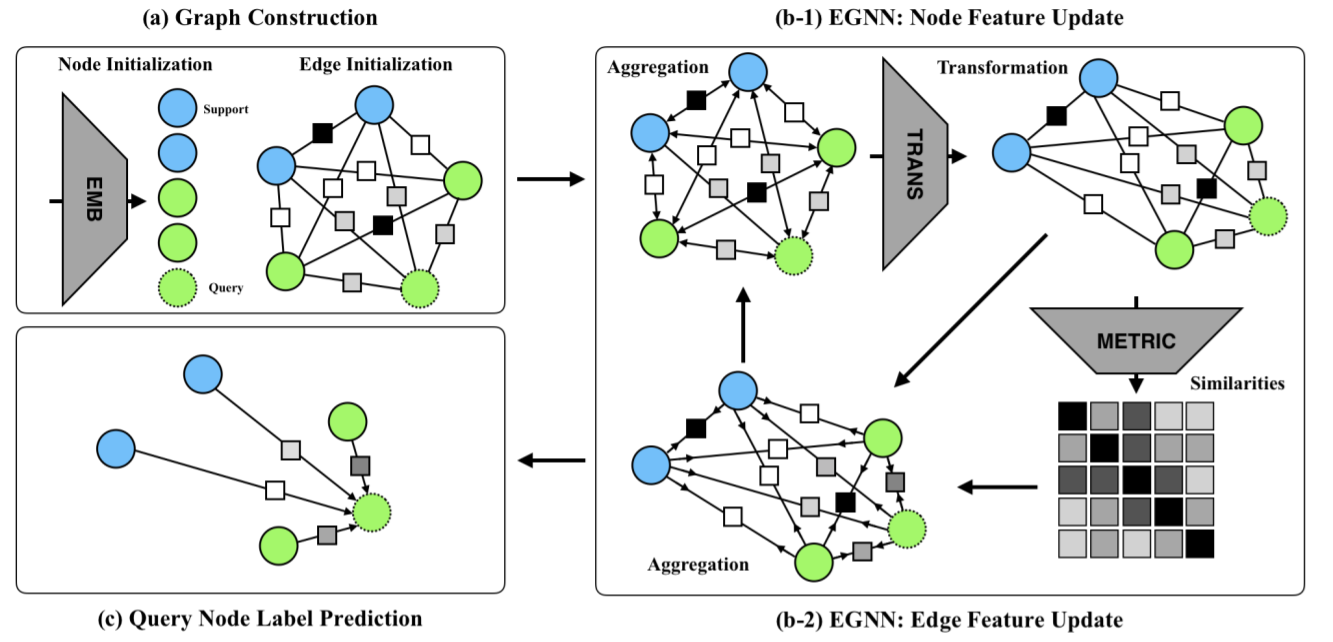 (a) Graph Construction
(b-1) EGNN: Node Feature Update
Node Initialization
Edge Initialization
Support
EMB
Query
Aggregation
TRANS
Transformation
METRIC
Similarities
Aggregation
(c) Query Node Label Prediction
(b-2) EGNN: Edge Feature Update